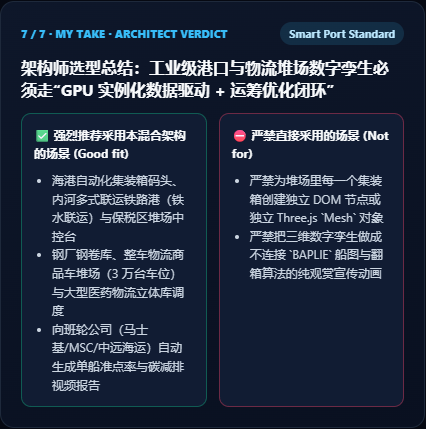 7 / 7 · MY TAKE · ARCHITECT VERDICT
Smart Port Standard
架构师选型总结：工业级港口与物流堆场数字孪生必
须走“GPU 实例化数据驱动 + 运筹优化闭环”
✅ 强烈推荐采用本混合架构
的场景 (Good fit)
• 海港自动化集装箱码头、
内河多式联运铁路港（铁
水联运）与保税区堆场中
控台
• 钢厂钢卷库、整车物流商
品车堆场（3 万台车位）
与大型医药物流立体库调
度
• 向班轮公司（马士
基/MSC/中远海运）自动
生成单船准点率与碳减排
视频报告
⛔ 严禁直接采用的场景 (Not
for)
• 严禁为堆场里每一个集装
箱创建独立 DOM 节点或
独立 Three.js `Mesh` 对象
• 严禁把三维数字孪生做成
不连接 `BAPLIE` 船图与翻
箱算法的纯观赏宣传动画